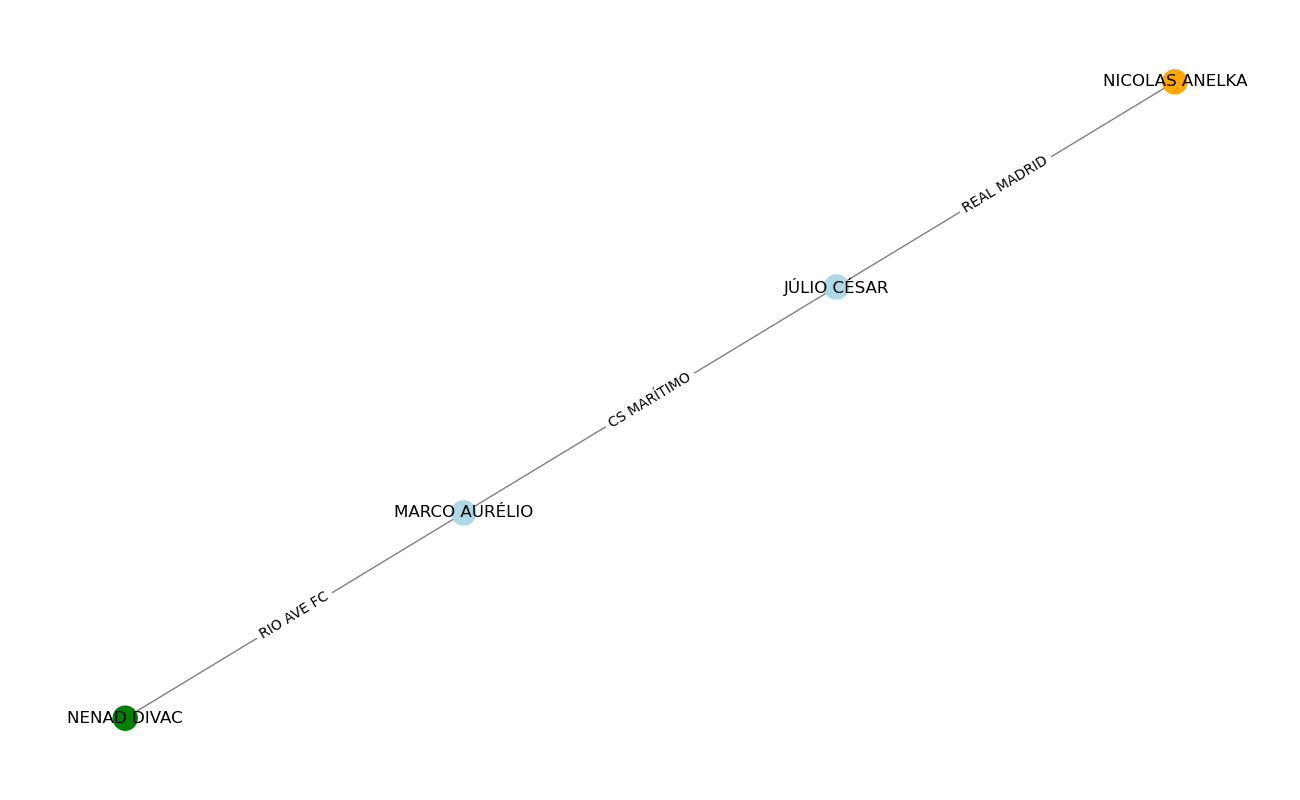 NICOLAS ANELKA
REAL MADRID
JÚLIO CÉSAR
CS MARÍTIMO
MARCO AURÉLIO
RIO AVE FC
NENAD DIVAC